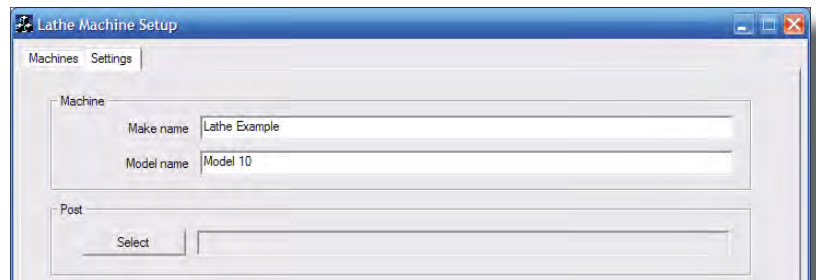 Lathe Machine Setup
Machines Settings
Machine
Make name Lathe Example
Model name Model 10
Post
Select